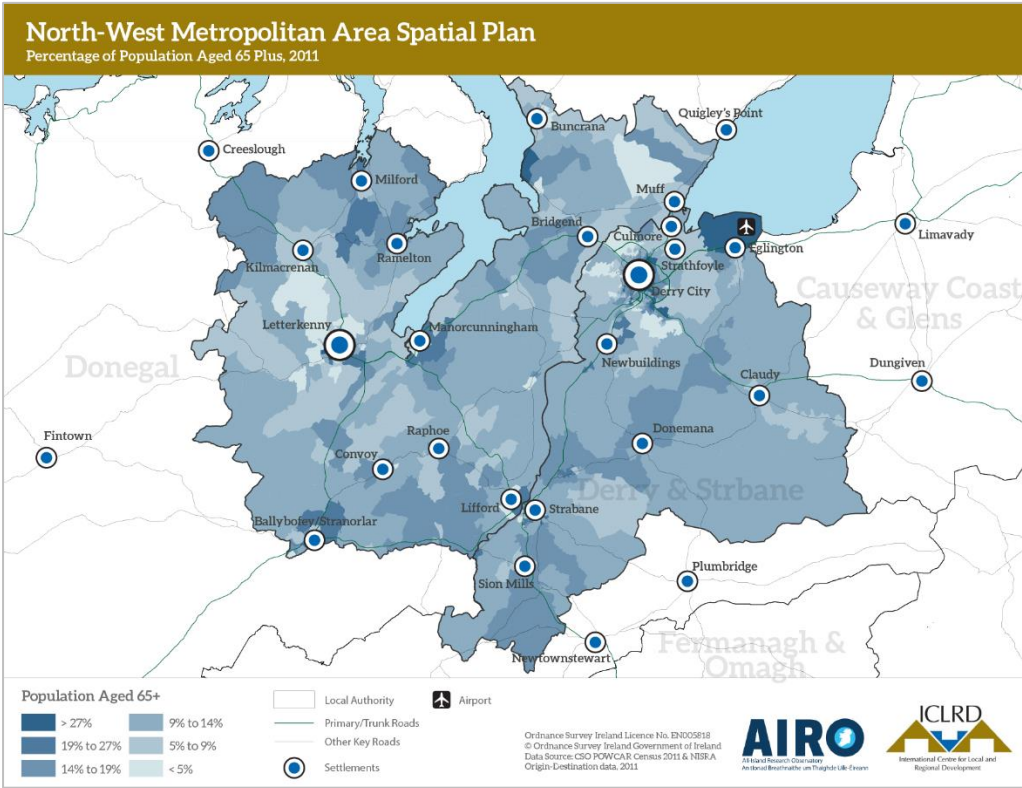 North-West Metropolitan Area Spatial Plan
Percentage of Population Aged 65 Plus, 2011
Quigley's Point
Buncrana
Creeslough
Milford
Muff
Bridgend
Culmore
Limavady
Ramelton
Eglington
Kilmacrenan
Strathfoyle
Derry City
Causeway Coast
& Glens
Letterkenny
Manorcunningham
Donegal
Newbuildings
Dungiven
Claudy
Fintown
Raphoe
Donemana
Convoy
Derry & Strbane
Lifford
Strabane
Ballybofey/Stranorlar
Plumbridge
Sion Mills
Fermanagh &
Omagh
Newtownstewart
Population Aged 65+
> 27%
19% to 27%
14% to 19%
9% to 14%
5% to 9%
< 5%
Local Authority
Primary/Trunk Roads
Other Key Roads
Settlements
Airport
Ordnance Survey Ireland Licence No. EN005818
© Ordnance Survey Ireland Government of Ireland
Data Source: CSO POWCAR Census 2011 & NISRA
Origin-Destination data, 2011
AIRO
All-Island Research Observatory
ICLRD
International Centre for Local and
Regional Development